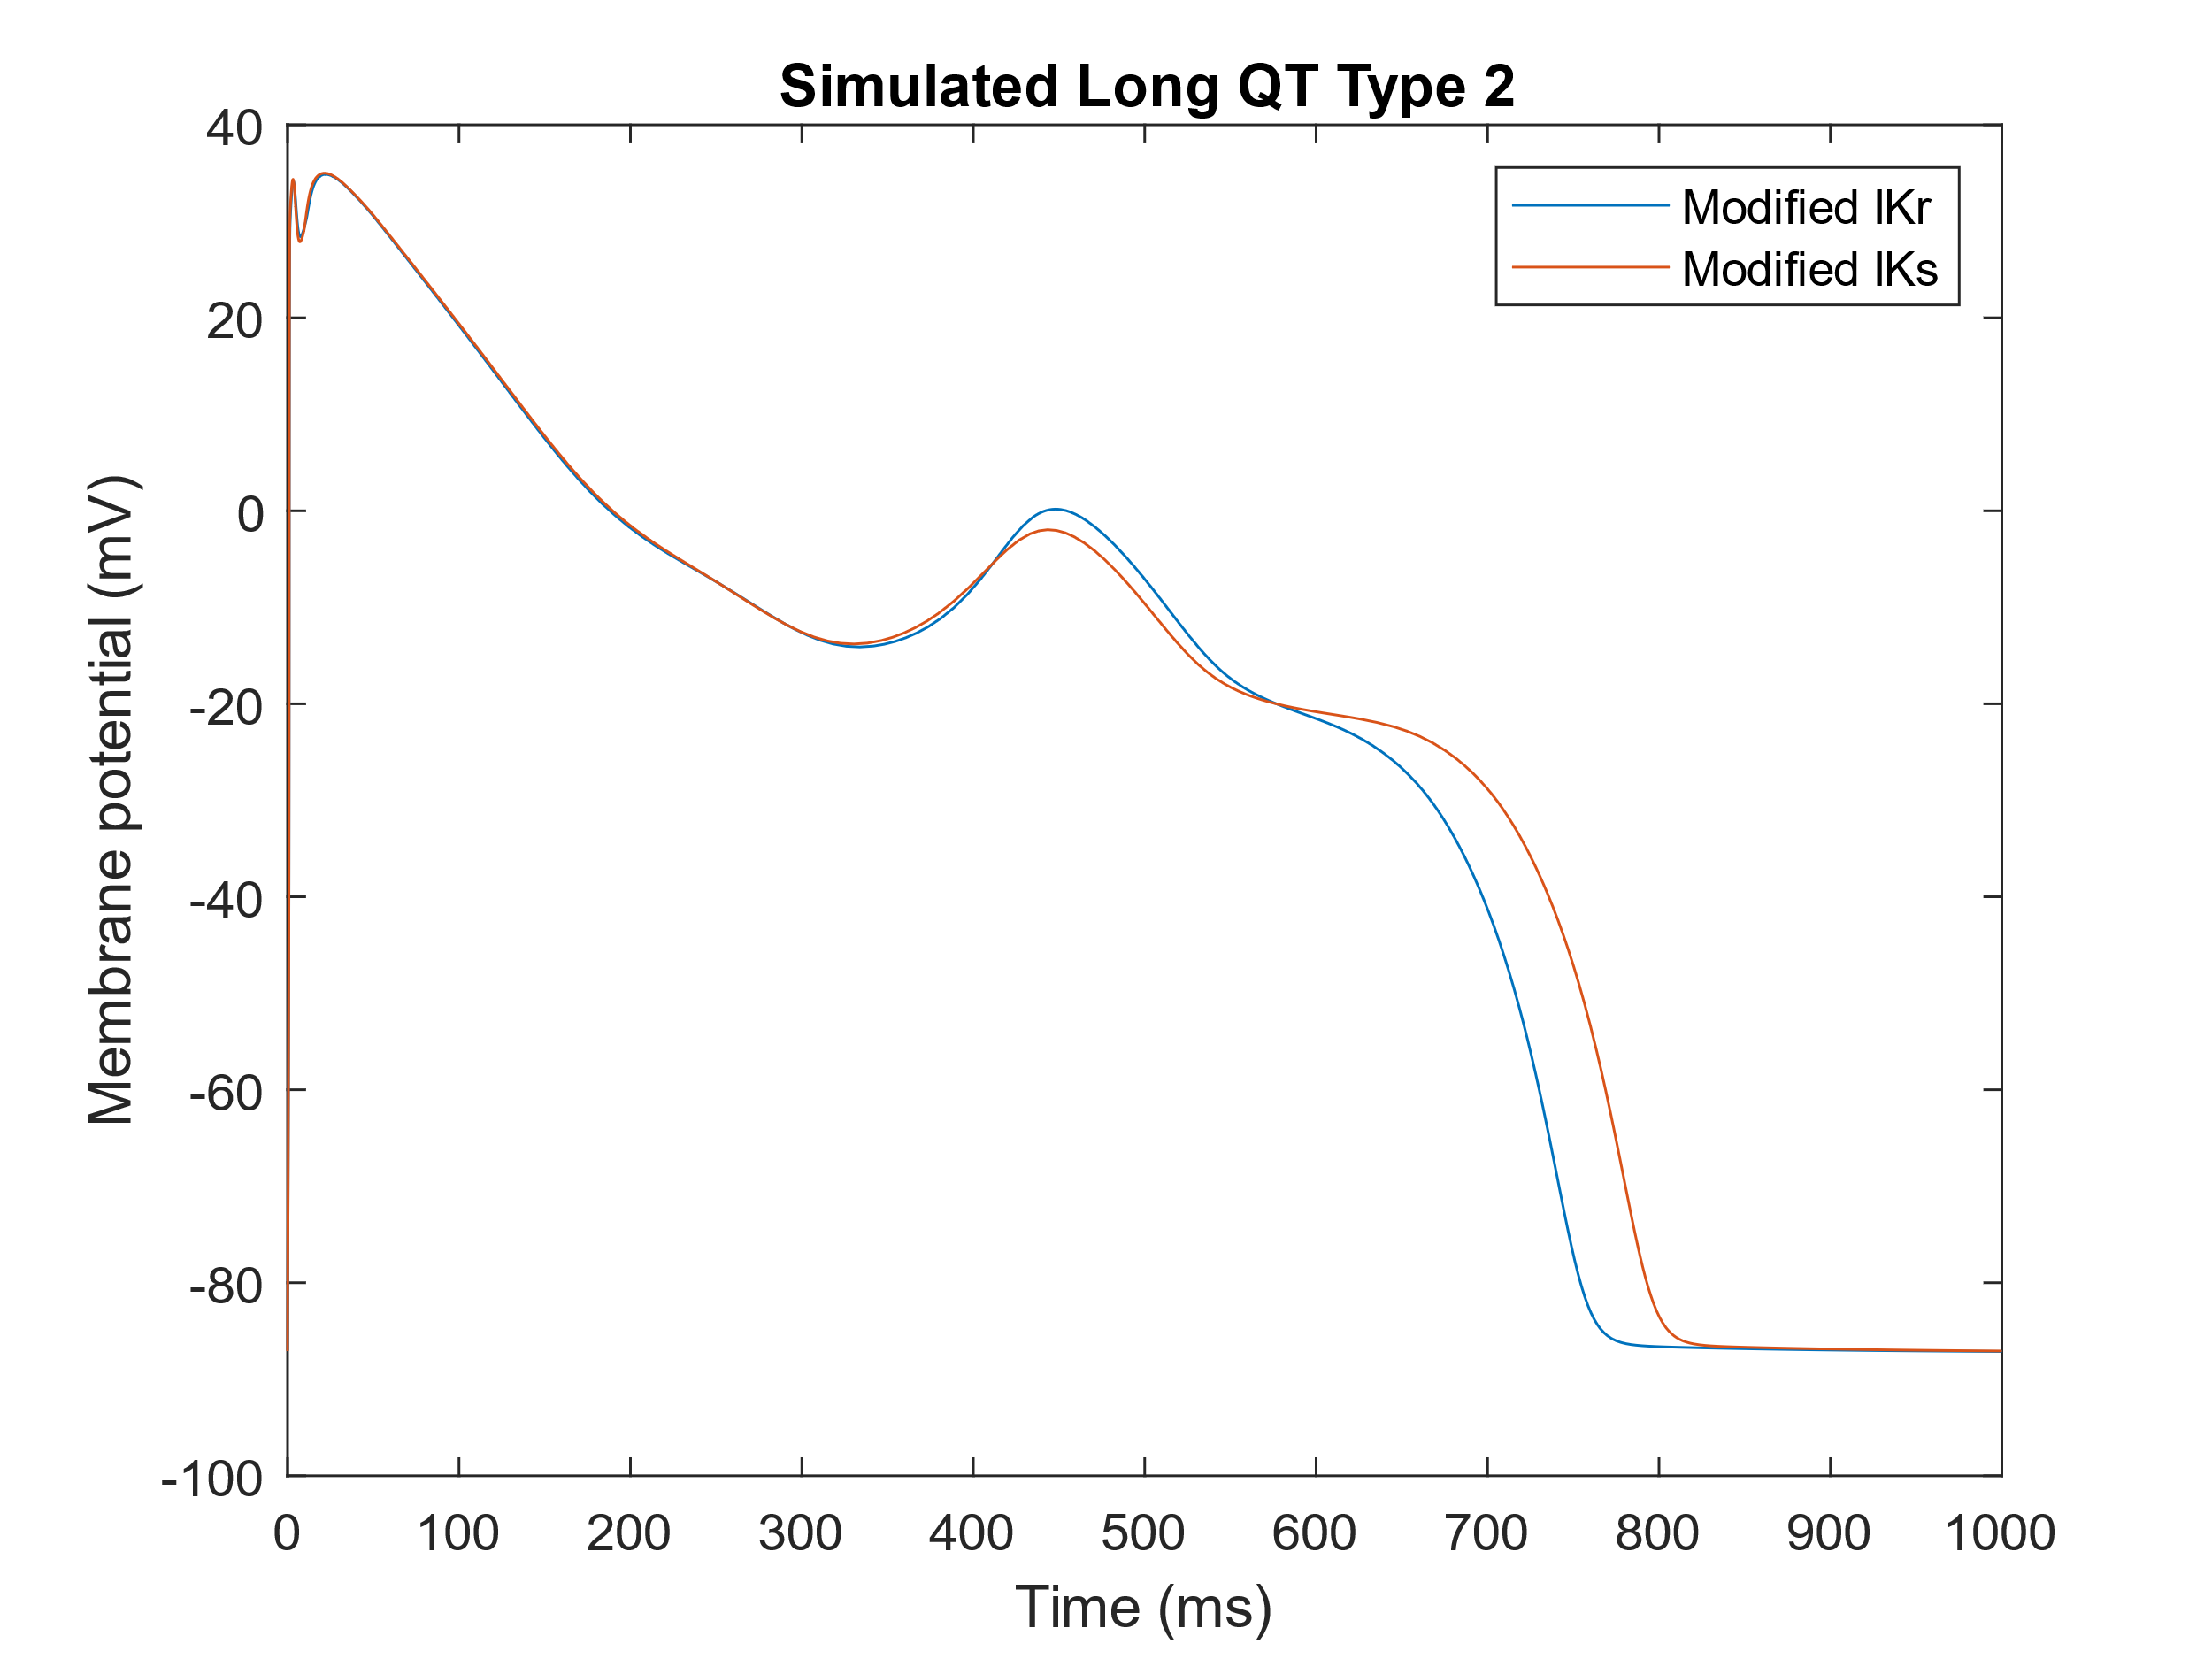 Simulated Long QT Type 2
Modified IKr
Modified IKs
Membrane potential (mV)
40
20
0
-20
-40
-60
-80
-100
0 100 200 300 400 500 600 700 800 900 1000
Time (ms)